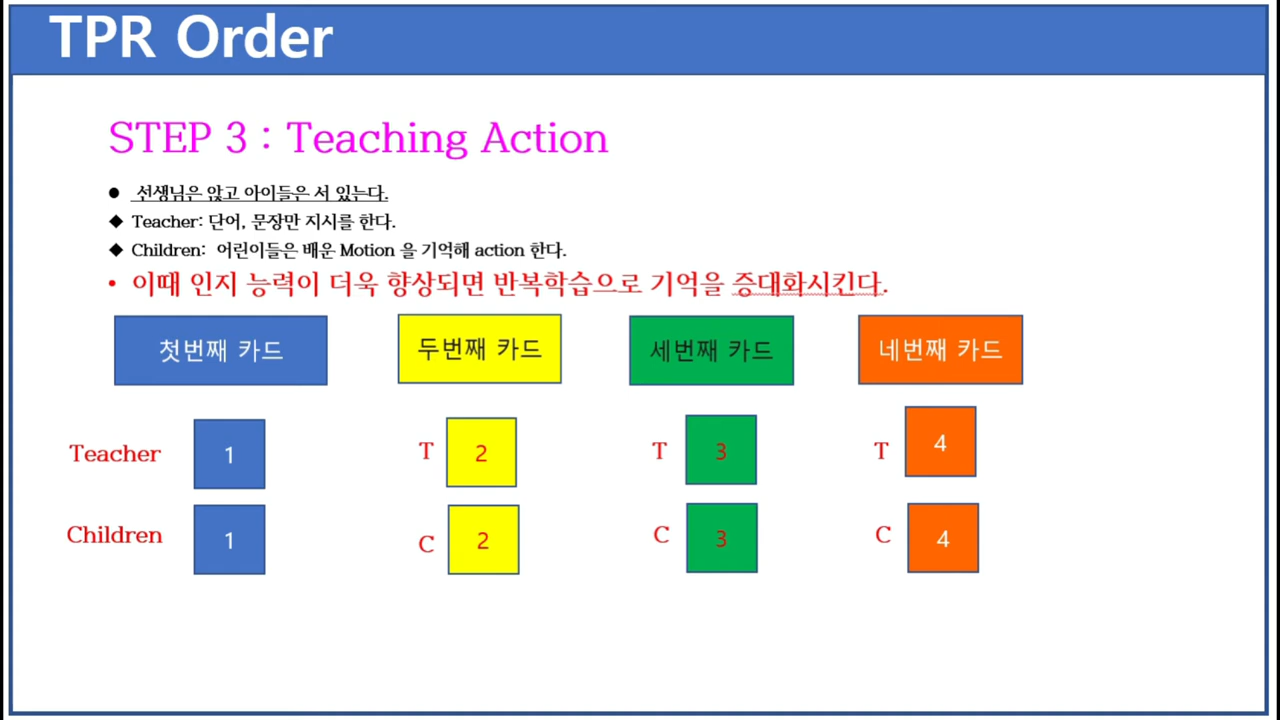 TPR Order
STEP 3 : Teaching Action
● 선생님은 않고 아이들은 서 있는다.
◆ Teacher: 단어, 문장만 지시를 한다.
◆ Children: 어린이들은 배운 Motion 을 기억해 action 한다.
• 이때 인지 능력이 더욱 향상되면 반복학습으로 기억을 증대화시킨다.
첫번째 카드 두번째 카드 세번째 카드 네번째 카드
Teacher 1 T 2 T 3 T 4
Children 1 C 2 C 3 C 4